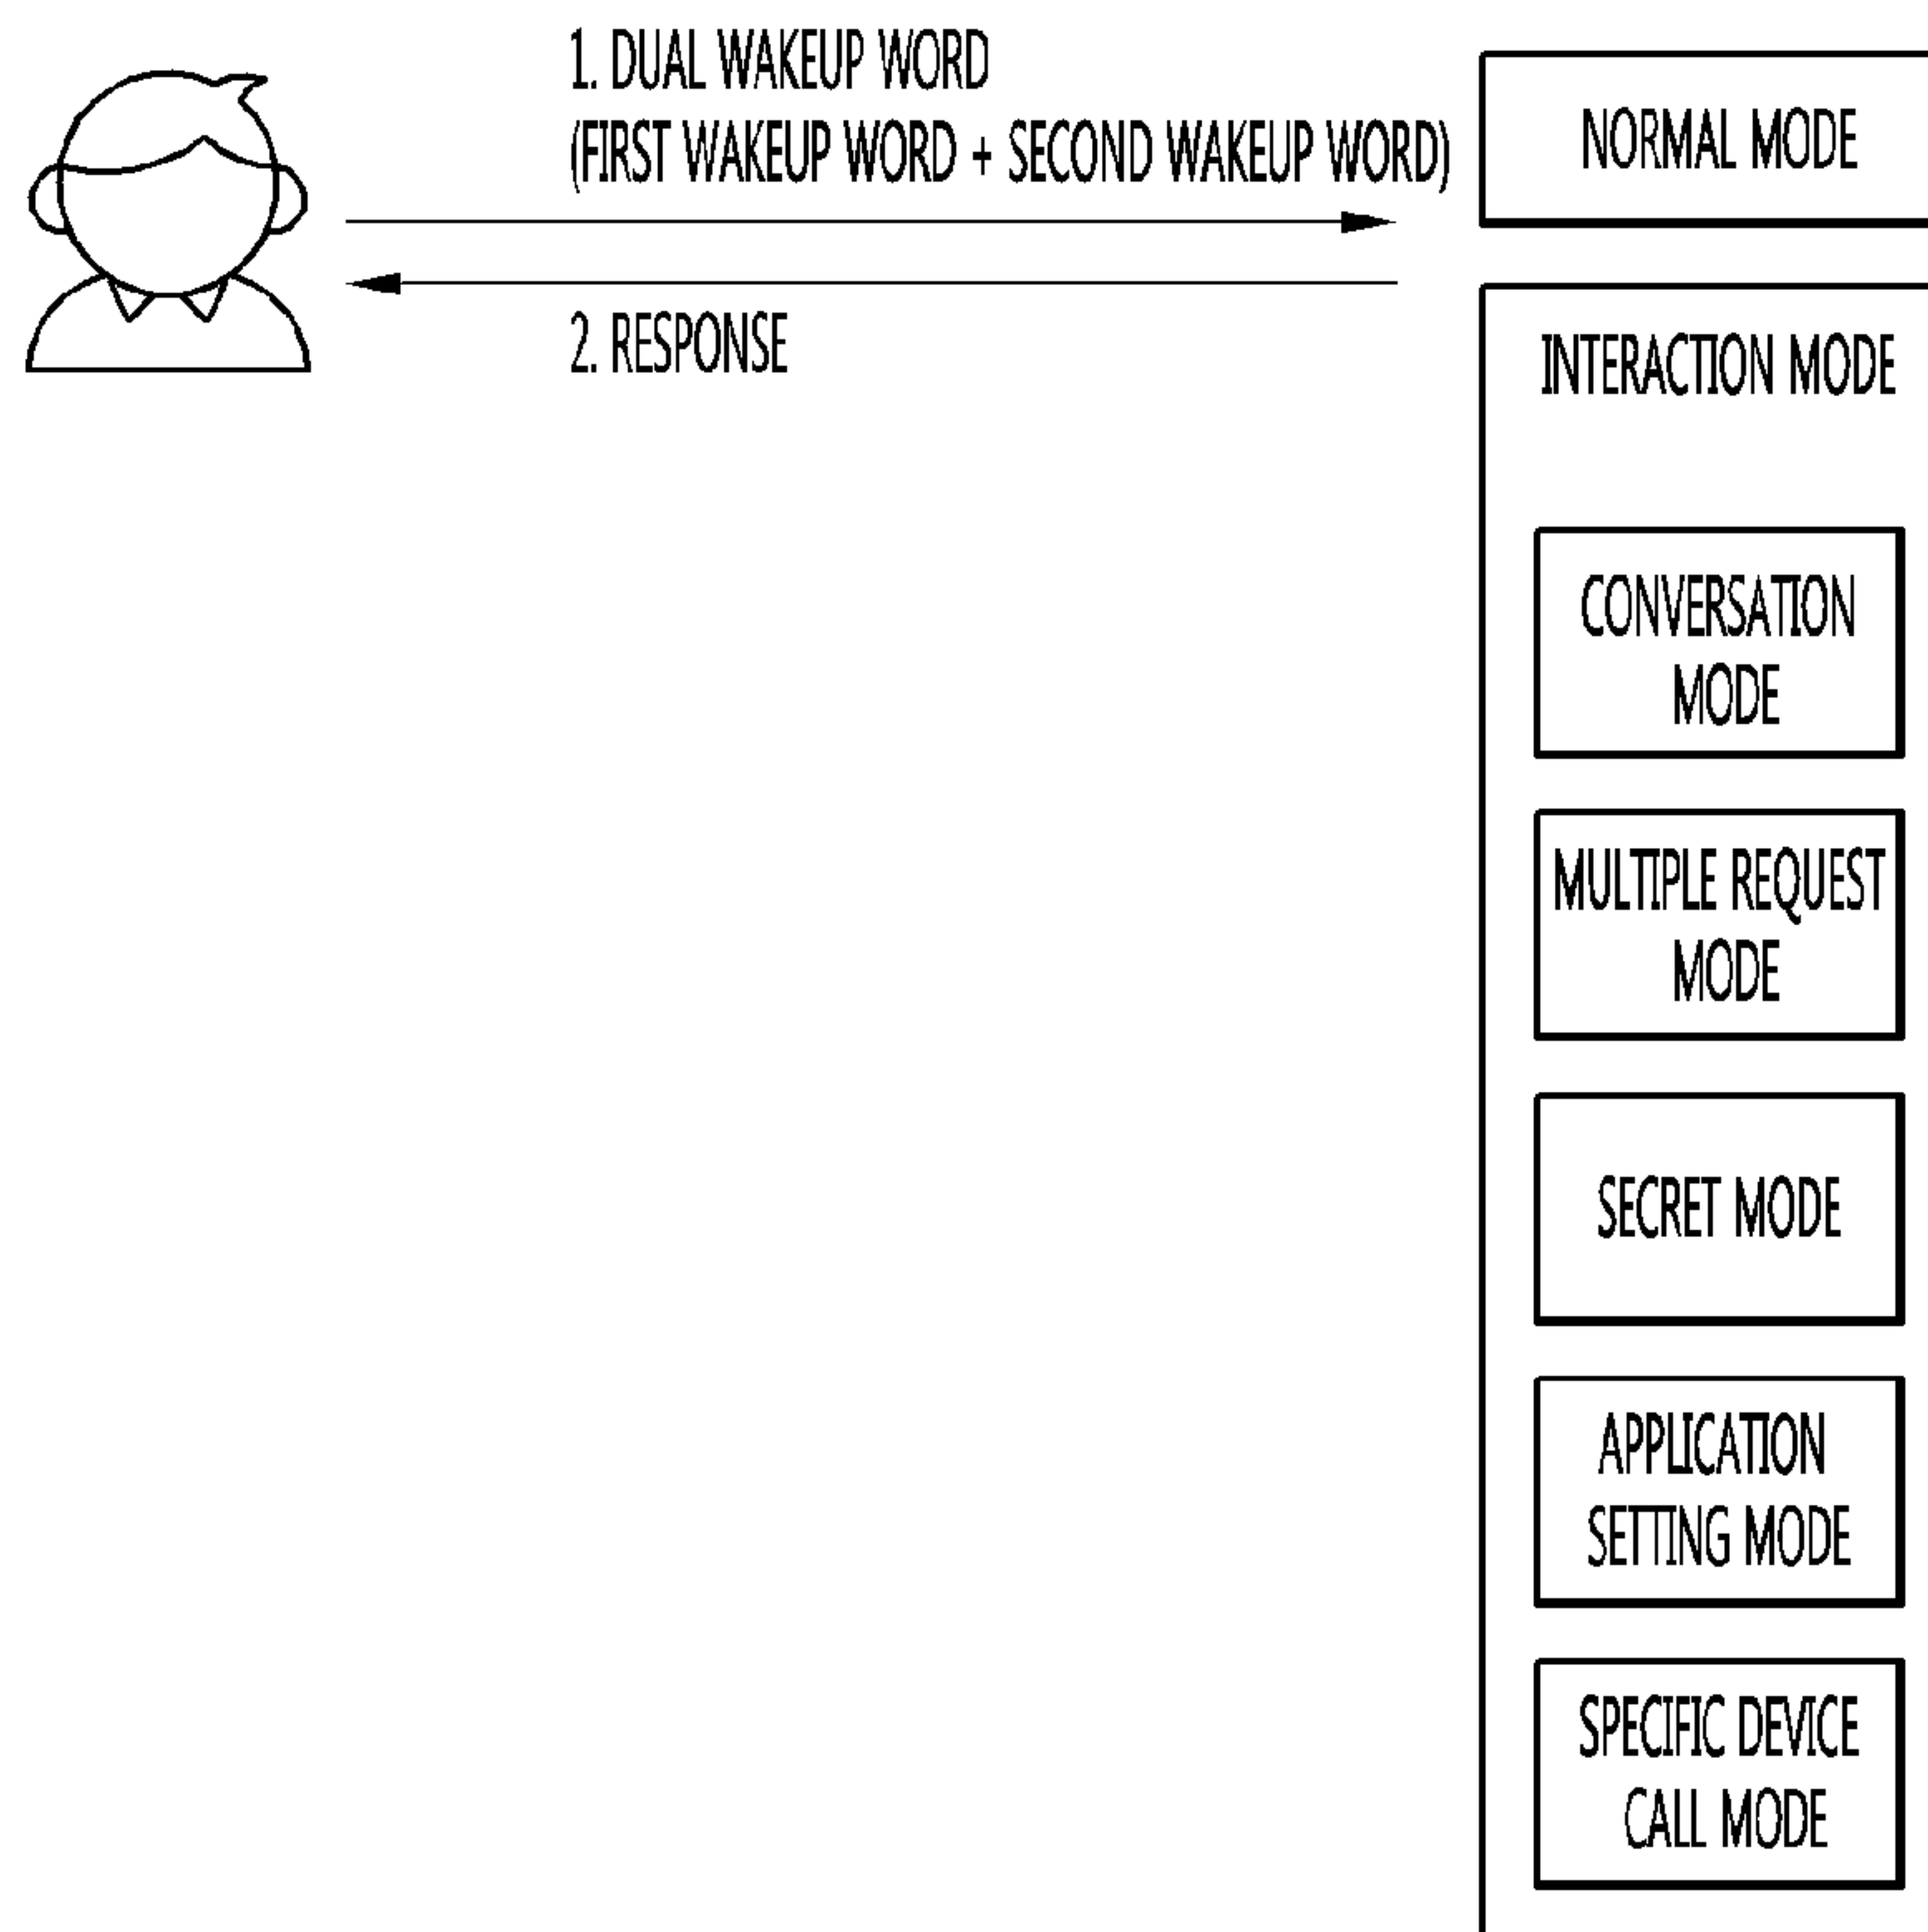 1. DUAL WAKEUP WORD
(FIRST WAKEUP WORD + SECOND WAKEUP WORD)
2. RESPONSE
NORMAL MODE
INTERACTION MODE
CONVERSATION
MODE
MULTIPLE REQUEST
MODE
SECRET MODE
APPLICATION
SETTING MODE
SPECIFIC DEVICE
CALL MODE